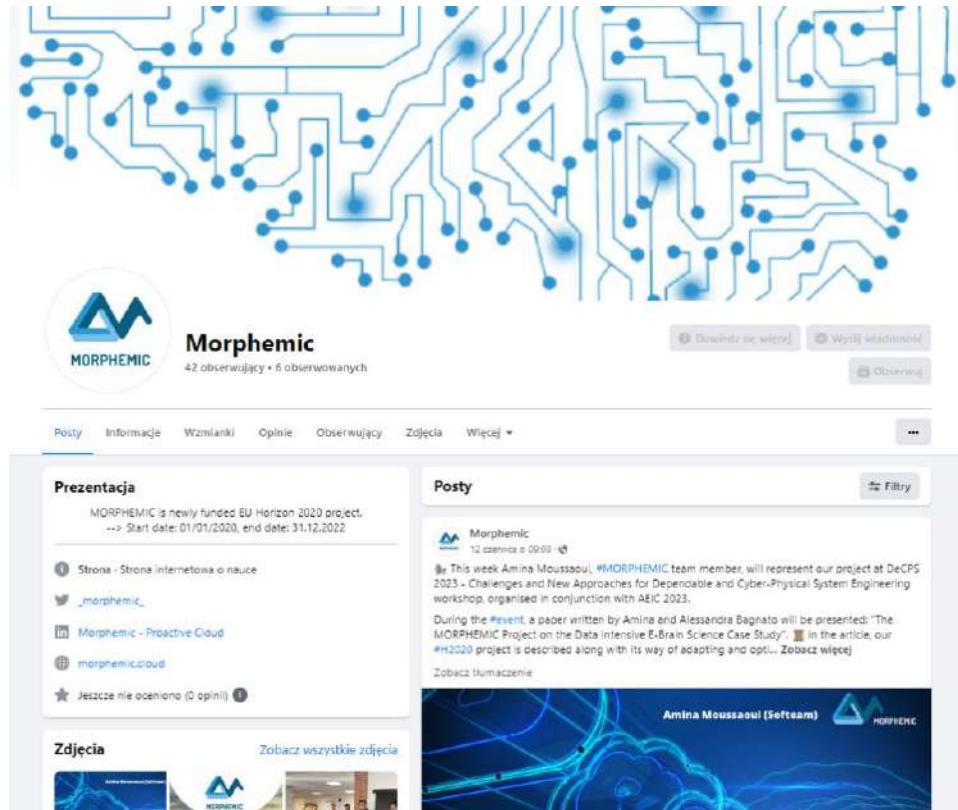 MORPHEMIC
Morphemic
42 obserwujący • 6 obserwowanych
Dowiedz się więcej
Wyślij wiadomość
Obserwuj
Posty
Informacje
Wzmianki
Opinie
Obserwujący
Zdjęcia
Więcej
Prezentacja
MORPHEMIC is newly funded EU Horizon 2020 project.
--> Start date: 01/01/2020, end date: 31.12.2022
Strona · Strona internetowa o nauce
_morphemic_
Morphemic - Proactive Cloud
morphemic.cloud
Jeszcze nie oceniono (0 opinii)
Zdjęcia
Zobacz wszystkie zdjęcia
Posty
Filtry
Morphemic
12 czerwca o 09:03
This week Amina Moussaoui, #MORPHEMIC team member, will represent our project at DeCPS
2023 - Challenges and New Approaches for Dependable and Cyber-Physical System Engineering
workshop, organised in conjunction with AEIC 2023.
During the #event, a paper written by Amina and Alessandra Bagnato will be presented: "The
MORPHEMIC Project on the Data Intensive E-Brain Science Case Study". In the article, our
#H2020 project is described along with its way of adapting and opti... Zobacz więcej
Zobacz tłumaczenie
Amina Moussaoui (Softeam)
MORPHEMIC